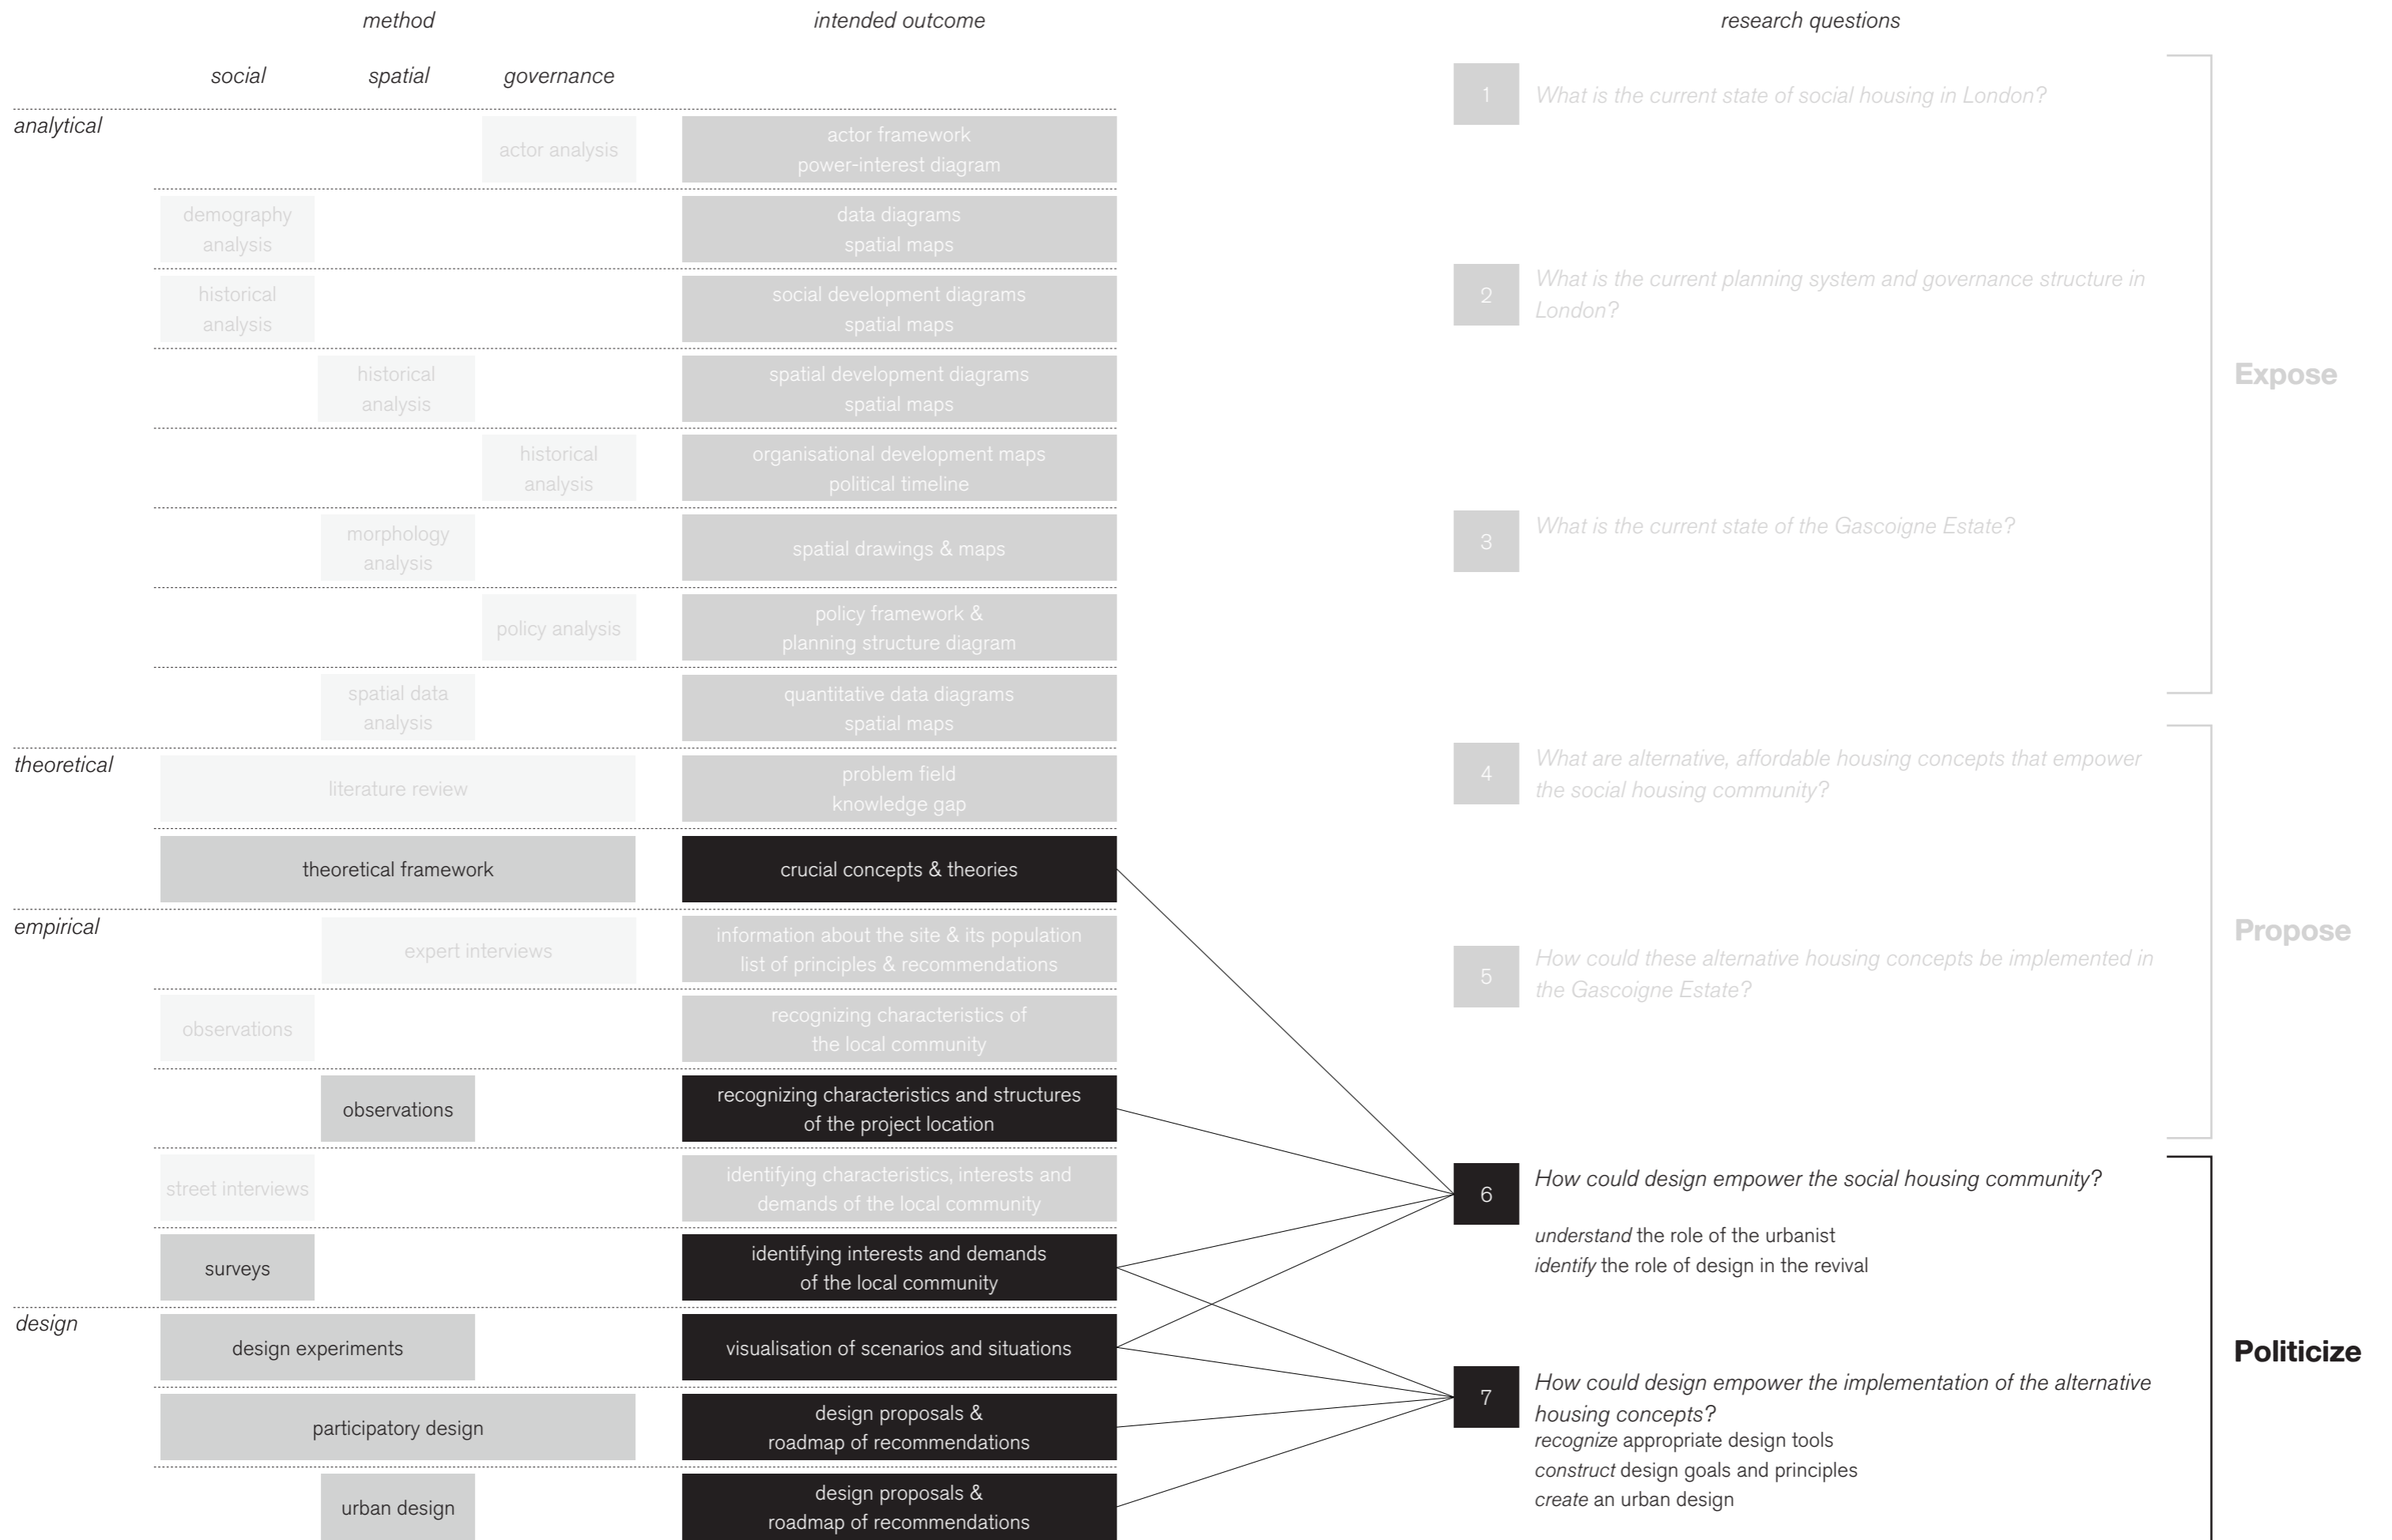 method
intended outcome
research questions
social
spatial
governance
analytical
actor analysis
actor framework
power-interest diagram
demography
analysis
data diagrams
spatial maps
historical
analysis
social development diagrams
spatial maps
historical
analysis
spatial development diagrams
spatial maps
historical
analysis
organisational development maps
political timeline
morphology
analysis
spatial drawings & maps
policy analysis
policy framework &
planning structure diagram
spatial data
analysis
quantitative data diagrams
spatial maps
theoretical
literature review
problem field
knowledge gap
theoretical framework
crucial concepts & theories
empirical
expert interviews
information about the site & its population
list of principles & recommendations
observations
recognizing characteristics of
the local community
observations
recognizing characteristics and structures
of the project location
street interviews
identifying characteristics, interests and
demands of the local community
surveys
identifying interests and demands
of the local community
design
design experiments
visualisation of scenarios and situations
participatory design
design proposals &
roadmap of recommendations
urban design
design proposals &
roadmap of recommendations
1
What is the current state of social housing in London?
2
What is the current planning system and governance structure in
London?
3
What is the current state of the Gascoigne Estate?
Expose
4
What are alternative, affordable housing concepts that empower
the social housing community?
5
How could these alternative housing concepts be implemented in
the Gascoigne Estate?
Propose
6
How could design empower the social housing community?
understand the role of the urbanist
identify the role of design in the revival
7
How could design empower the implementation of the alternative
housing concepts?
recognize appropriate design tools
construct design goals and principles
create an urban design
Politicize